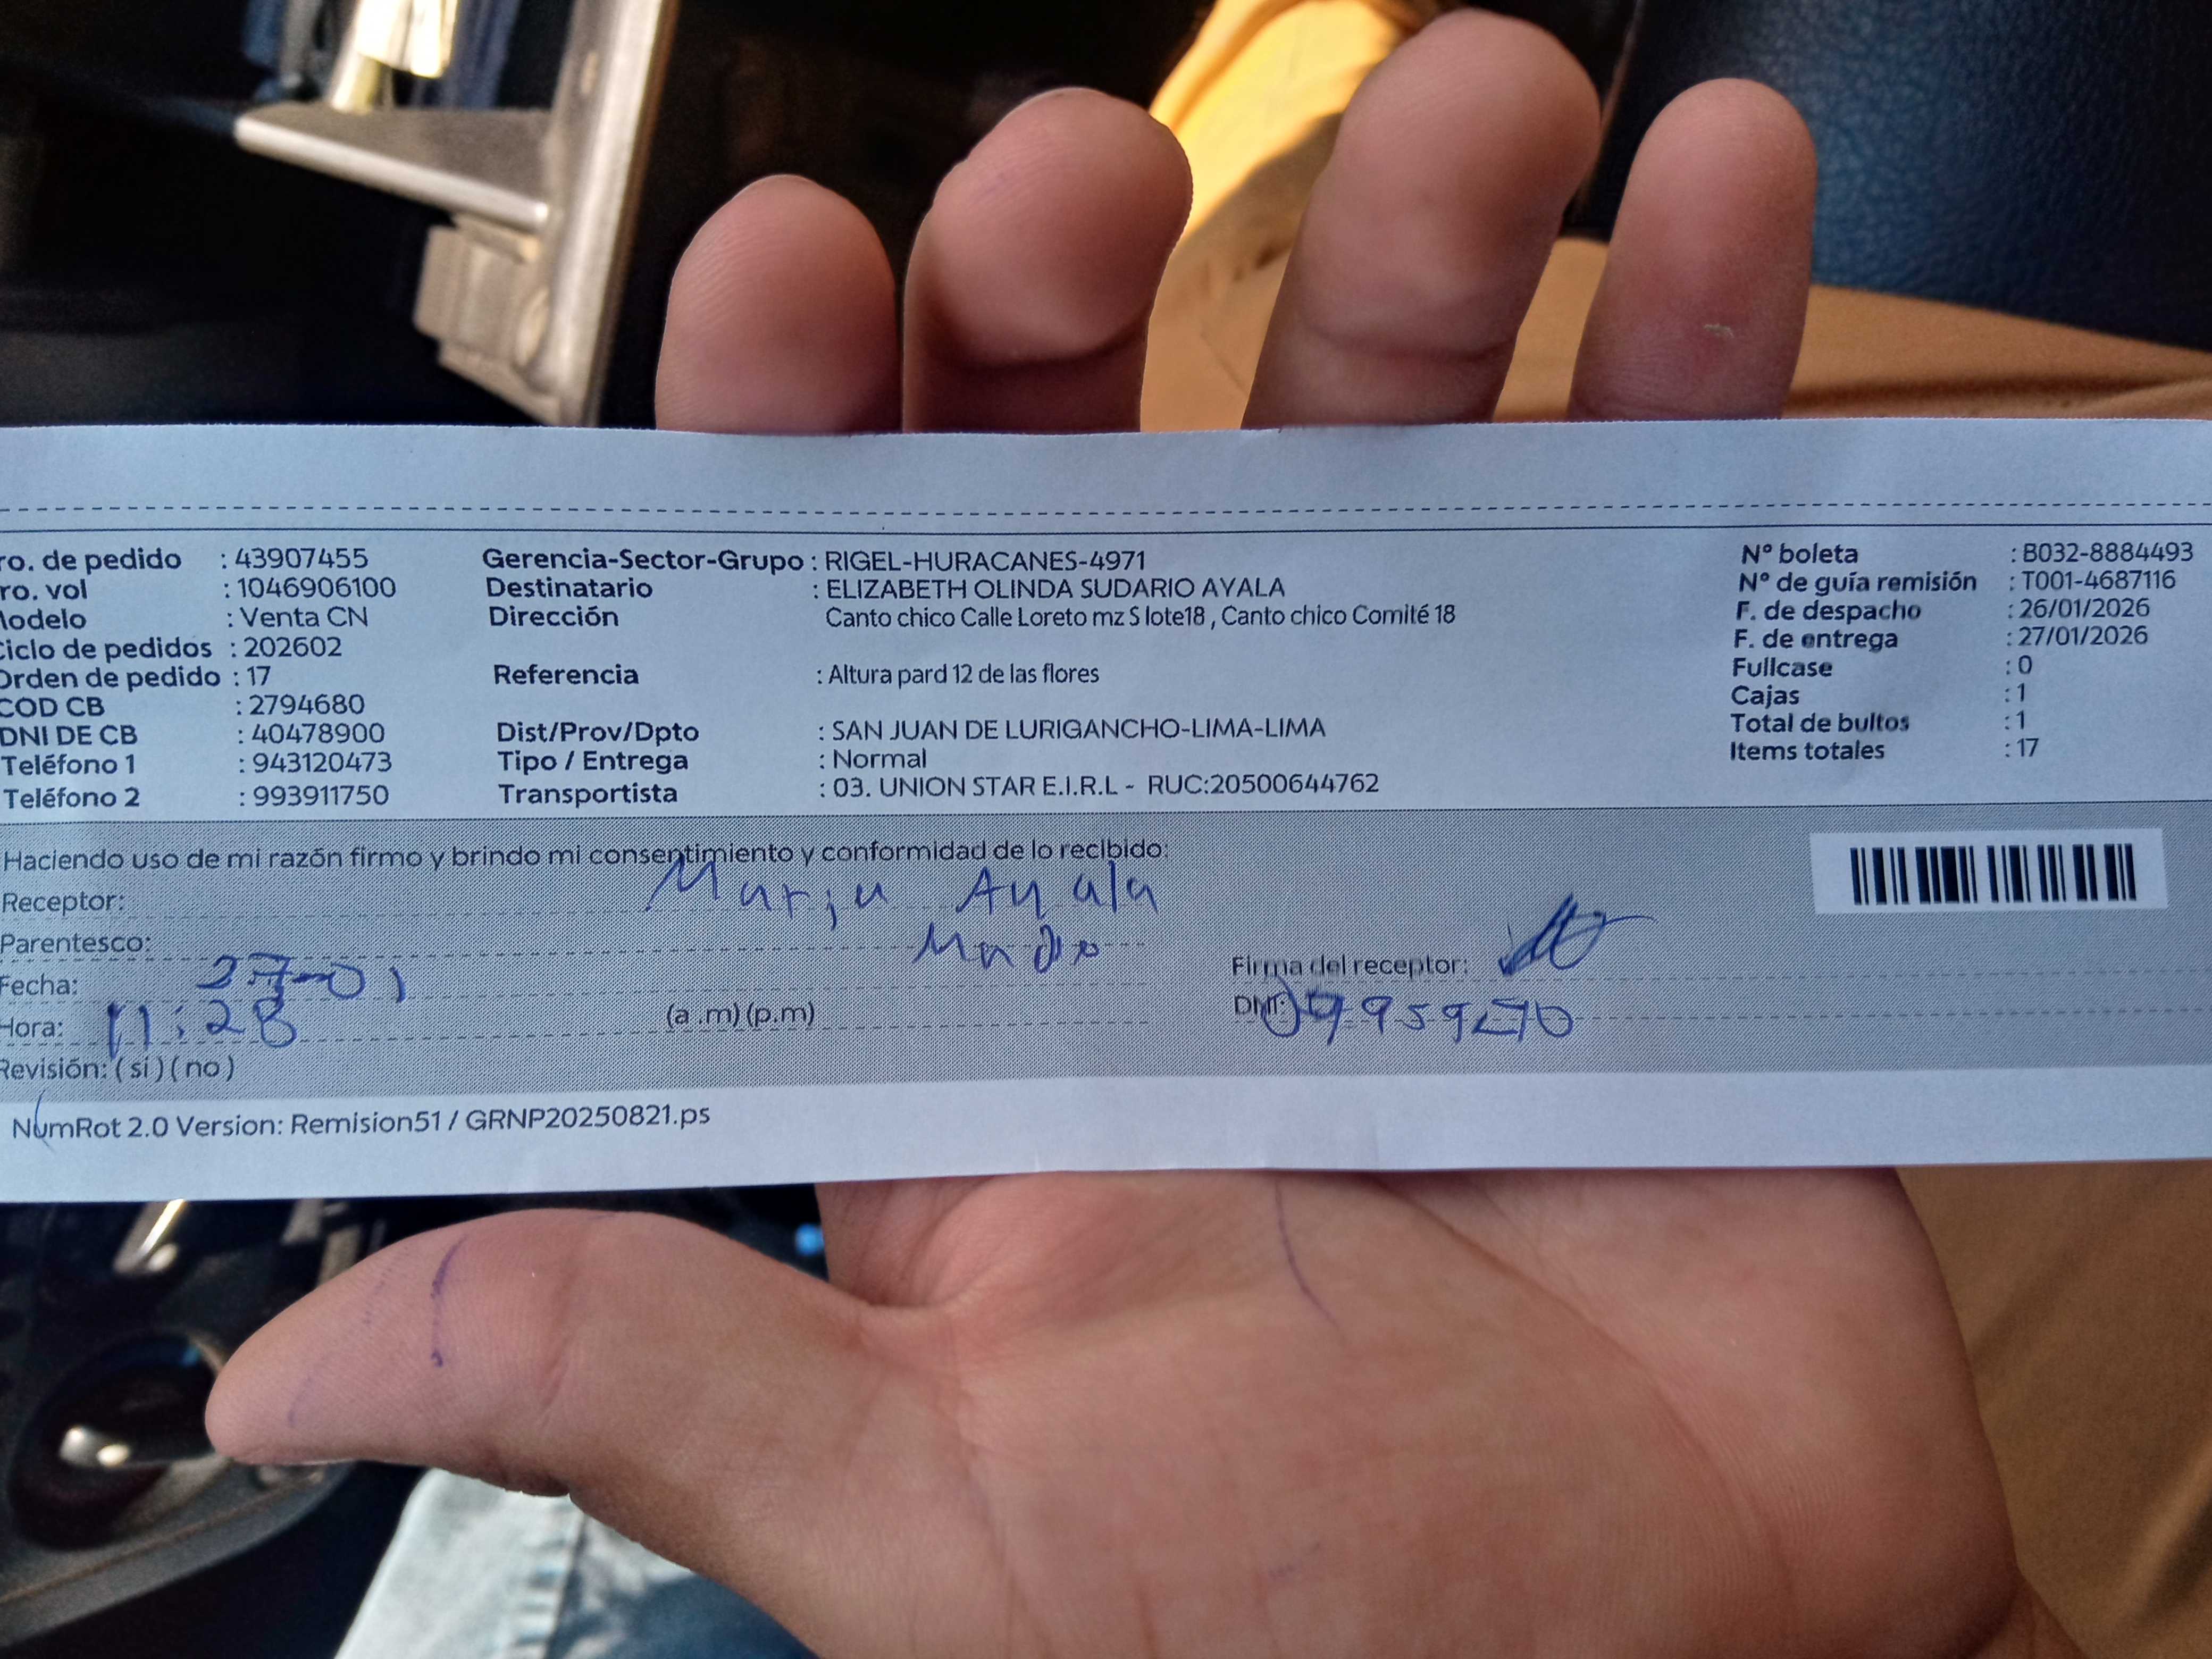 ro. de pedido : 43907455 Gerencia-Sector-Grupo : RIGEL-HURACANES-4971 N° boleta : B032-8884493
ro. vol : 1046906100 Destinatario : ELIZABETH OLINDA SUDARIO AYALA N° de guía remisión : T001-4687116
odelo : Venta CN Dirección Canto chico Calle Loreto mz S lote18 , Canto chico Comité 18 F. de despacho : 26/01/2026
Ciclo de pedidos : 202602 F. de entrega : 27/01/2026
Orden de pedido : 17 Referencia : Altura pard 12 de las flores Fullcase : 0
COD CB : 2794680 Cajas : 1
DNI DE CB : 40478900 Dist/Prov/Dpto : SAN JUAN DE LURIGANCHO-LIMA-LIMA Total de bultos : 1
Teléfono 1 : 943120473 Tipo / Entrega : Normal Items totales : 17
Teléfono 2 : 993911750 Transportista : 03. UNION STAR E.I.R.L - RUC:20500644762
Haciendo uso de mi razón firmo y brindo mi consentimiento y conformidad de lo recibido:
Receptor: Maria Ayala
Parentesco:
Fecha: 27-01 Firma del receptor:
Hora: 11:28 (a .m) (p.m) DNI:
Revisión: ( si ) ( no )
NumRot 2.0 Version: Remision51 / GRNP20250821.ps